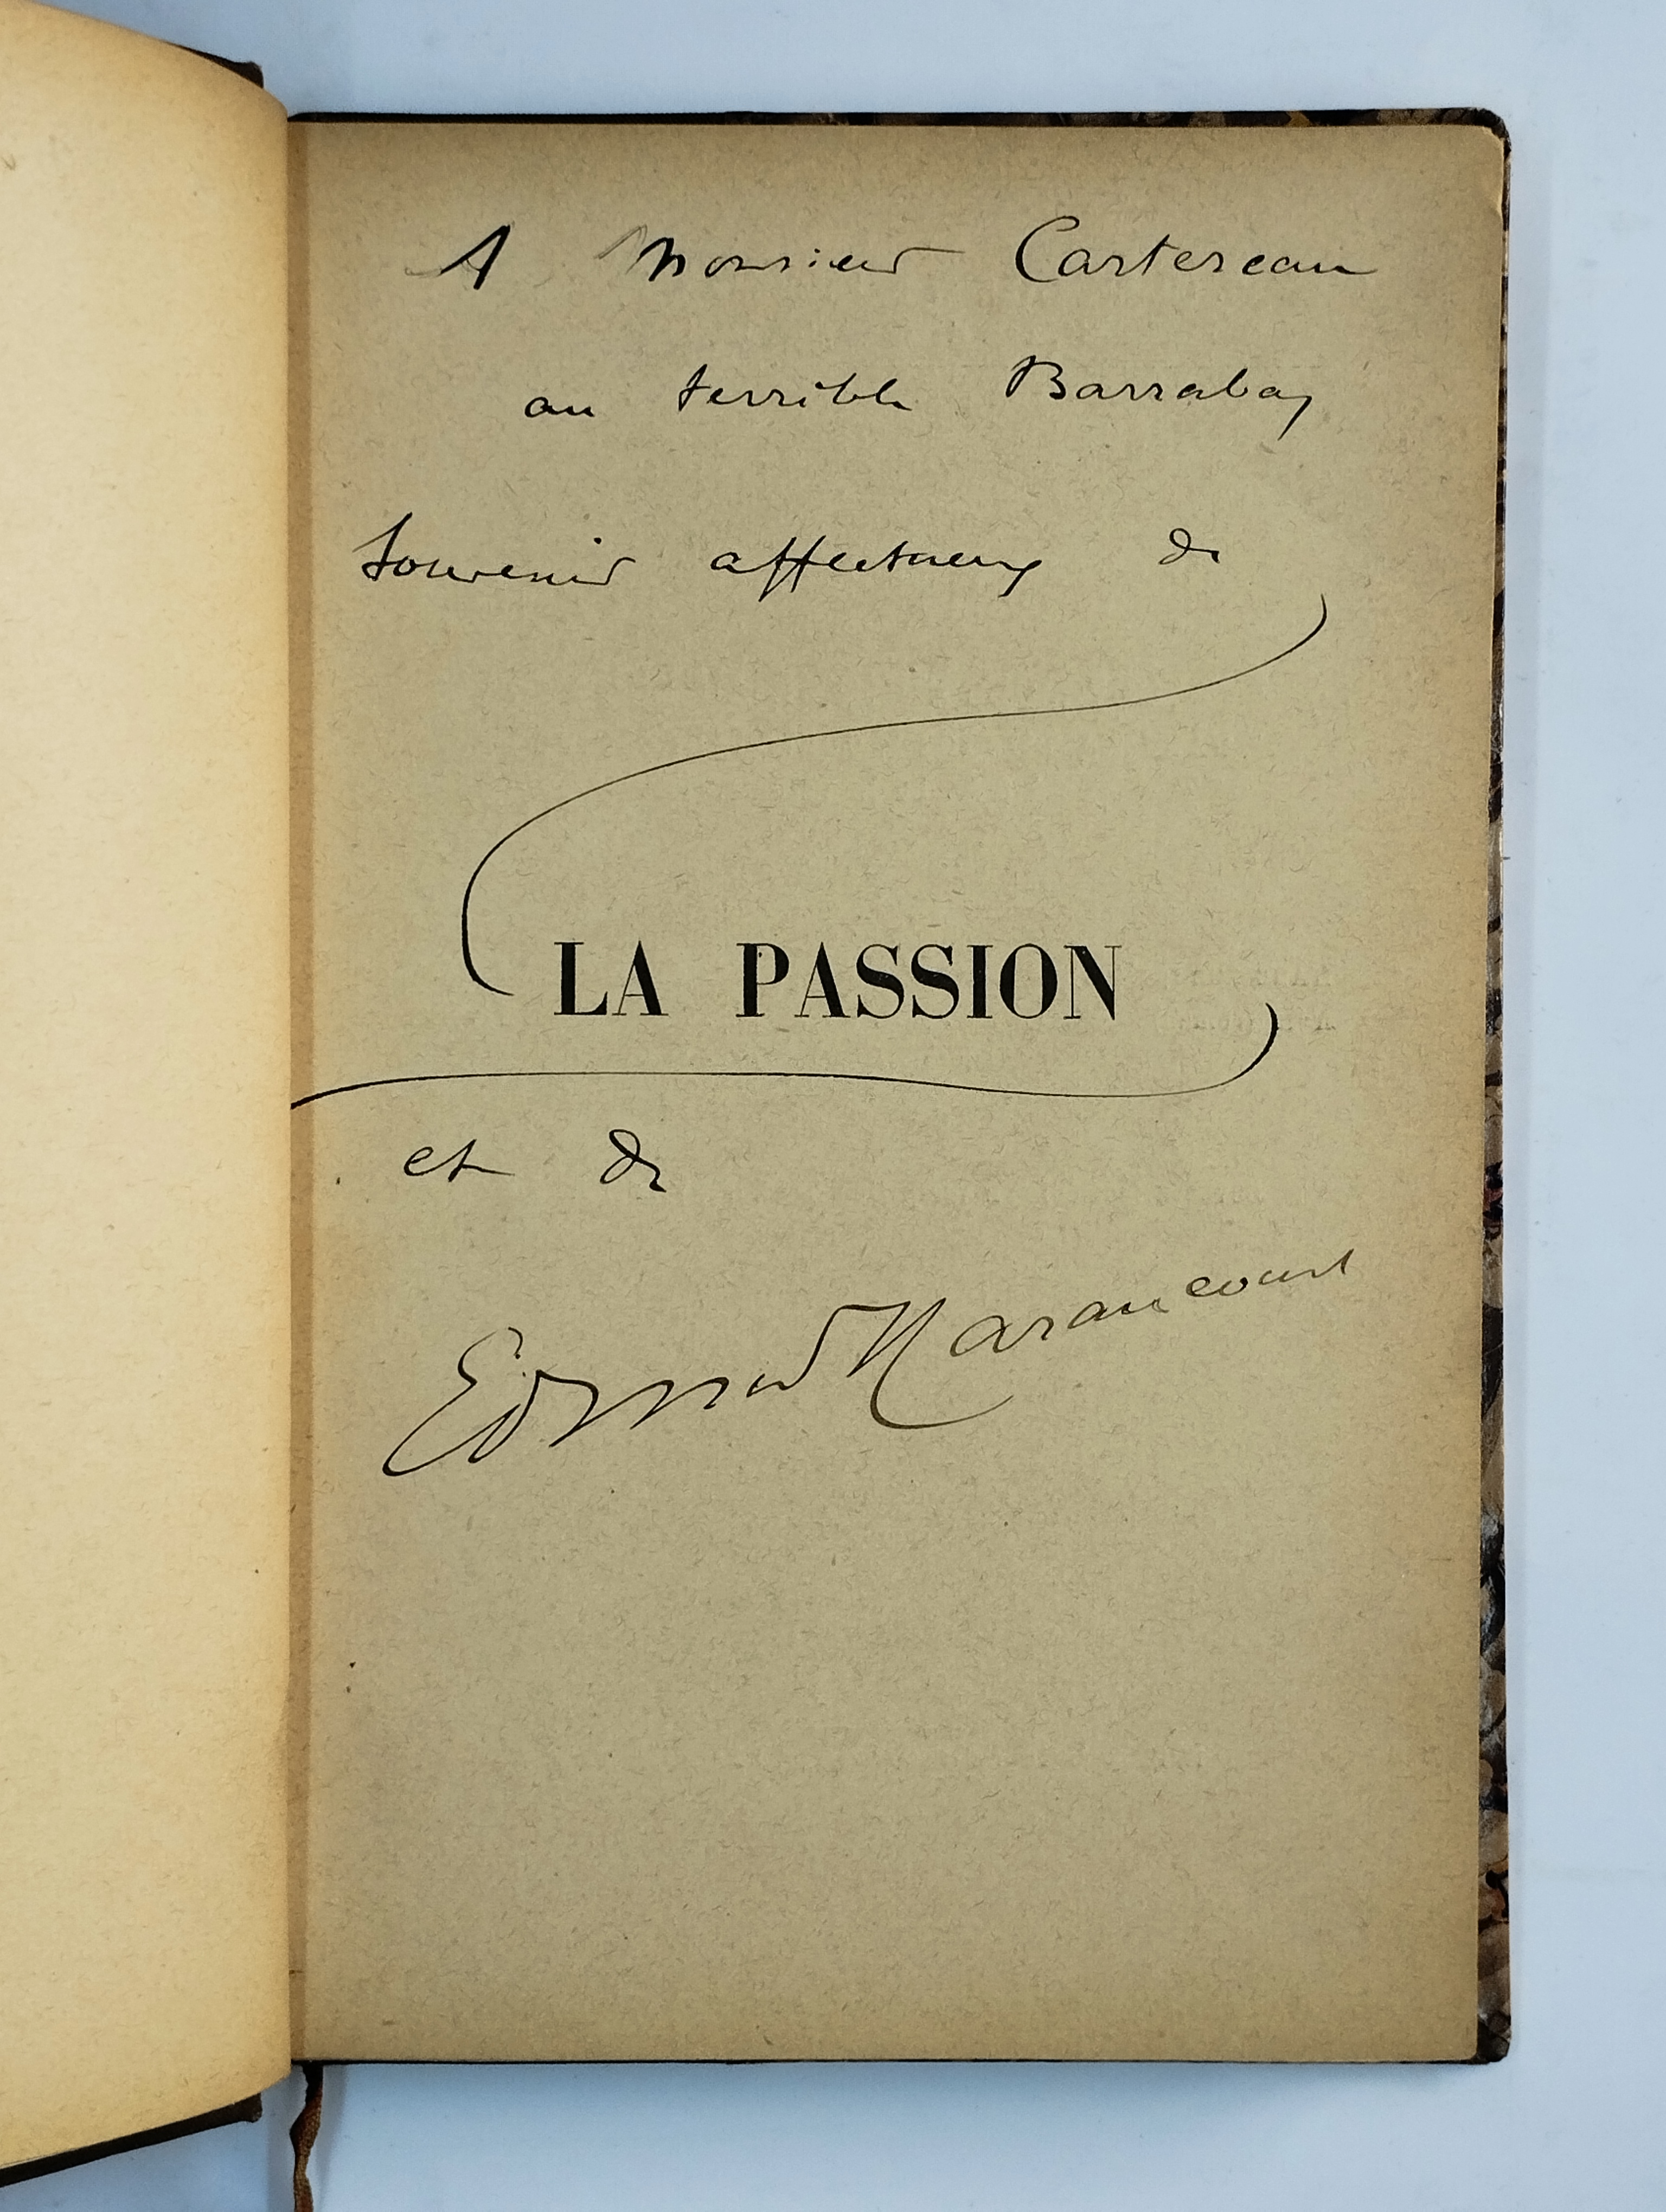 A Monsieur Cartereau
au terrible Barrabas
Souvenir affectueux de
LA PASSION
et de
Edmond Haraucourt